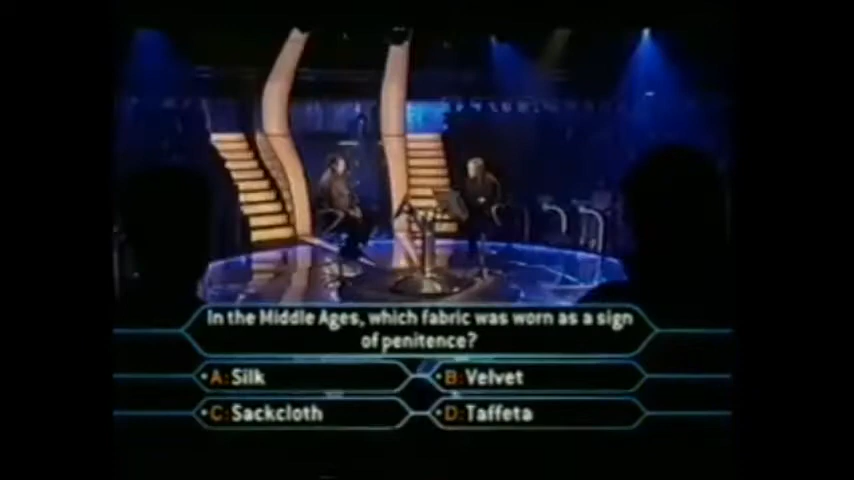 In the Middle Ages, which fabric was worn as a sign
of penitence?
A: Silk
B: Velvet
C: Sackcloth
D: Taffeta